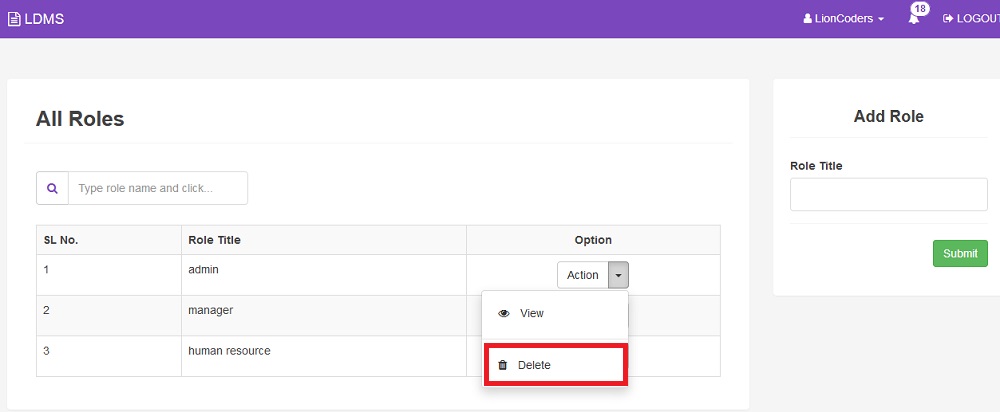 LDMS
LionCoders
18
LOGOUT
All Roles
Type role name and click...
SL No. Role Title Option
1 admin Action
2 manager
View
3 human resource
Delete
Add Role
Role Title
Submit